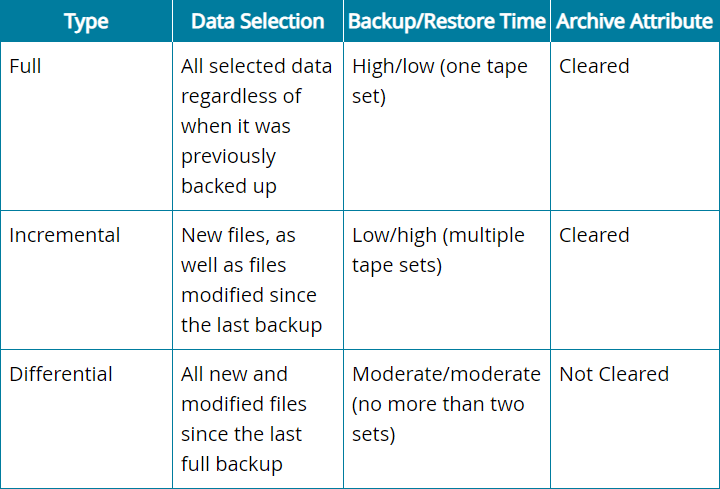 Type
Data Selection
Backup/Restore Time
Archive Attribute
Full
All selected data
regardless of
when it was
previously
backed up
High/low (one tape
set)
Cleared
Incremental
New files, as
well as files
modified since
the last backup
Low/high (multiple
tape sets)
Cleared
Differential
All new and
modified files
since the last
full backup
Moderate/moderate
(no more than two
sets)
Not Cleared